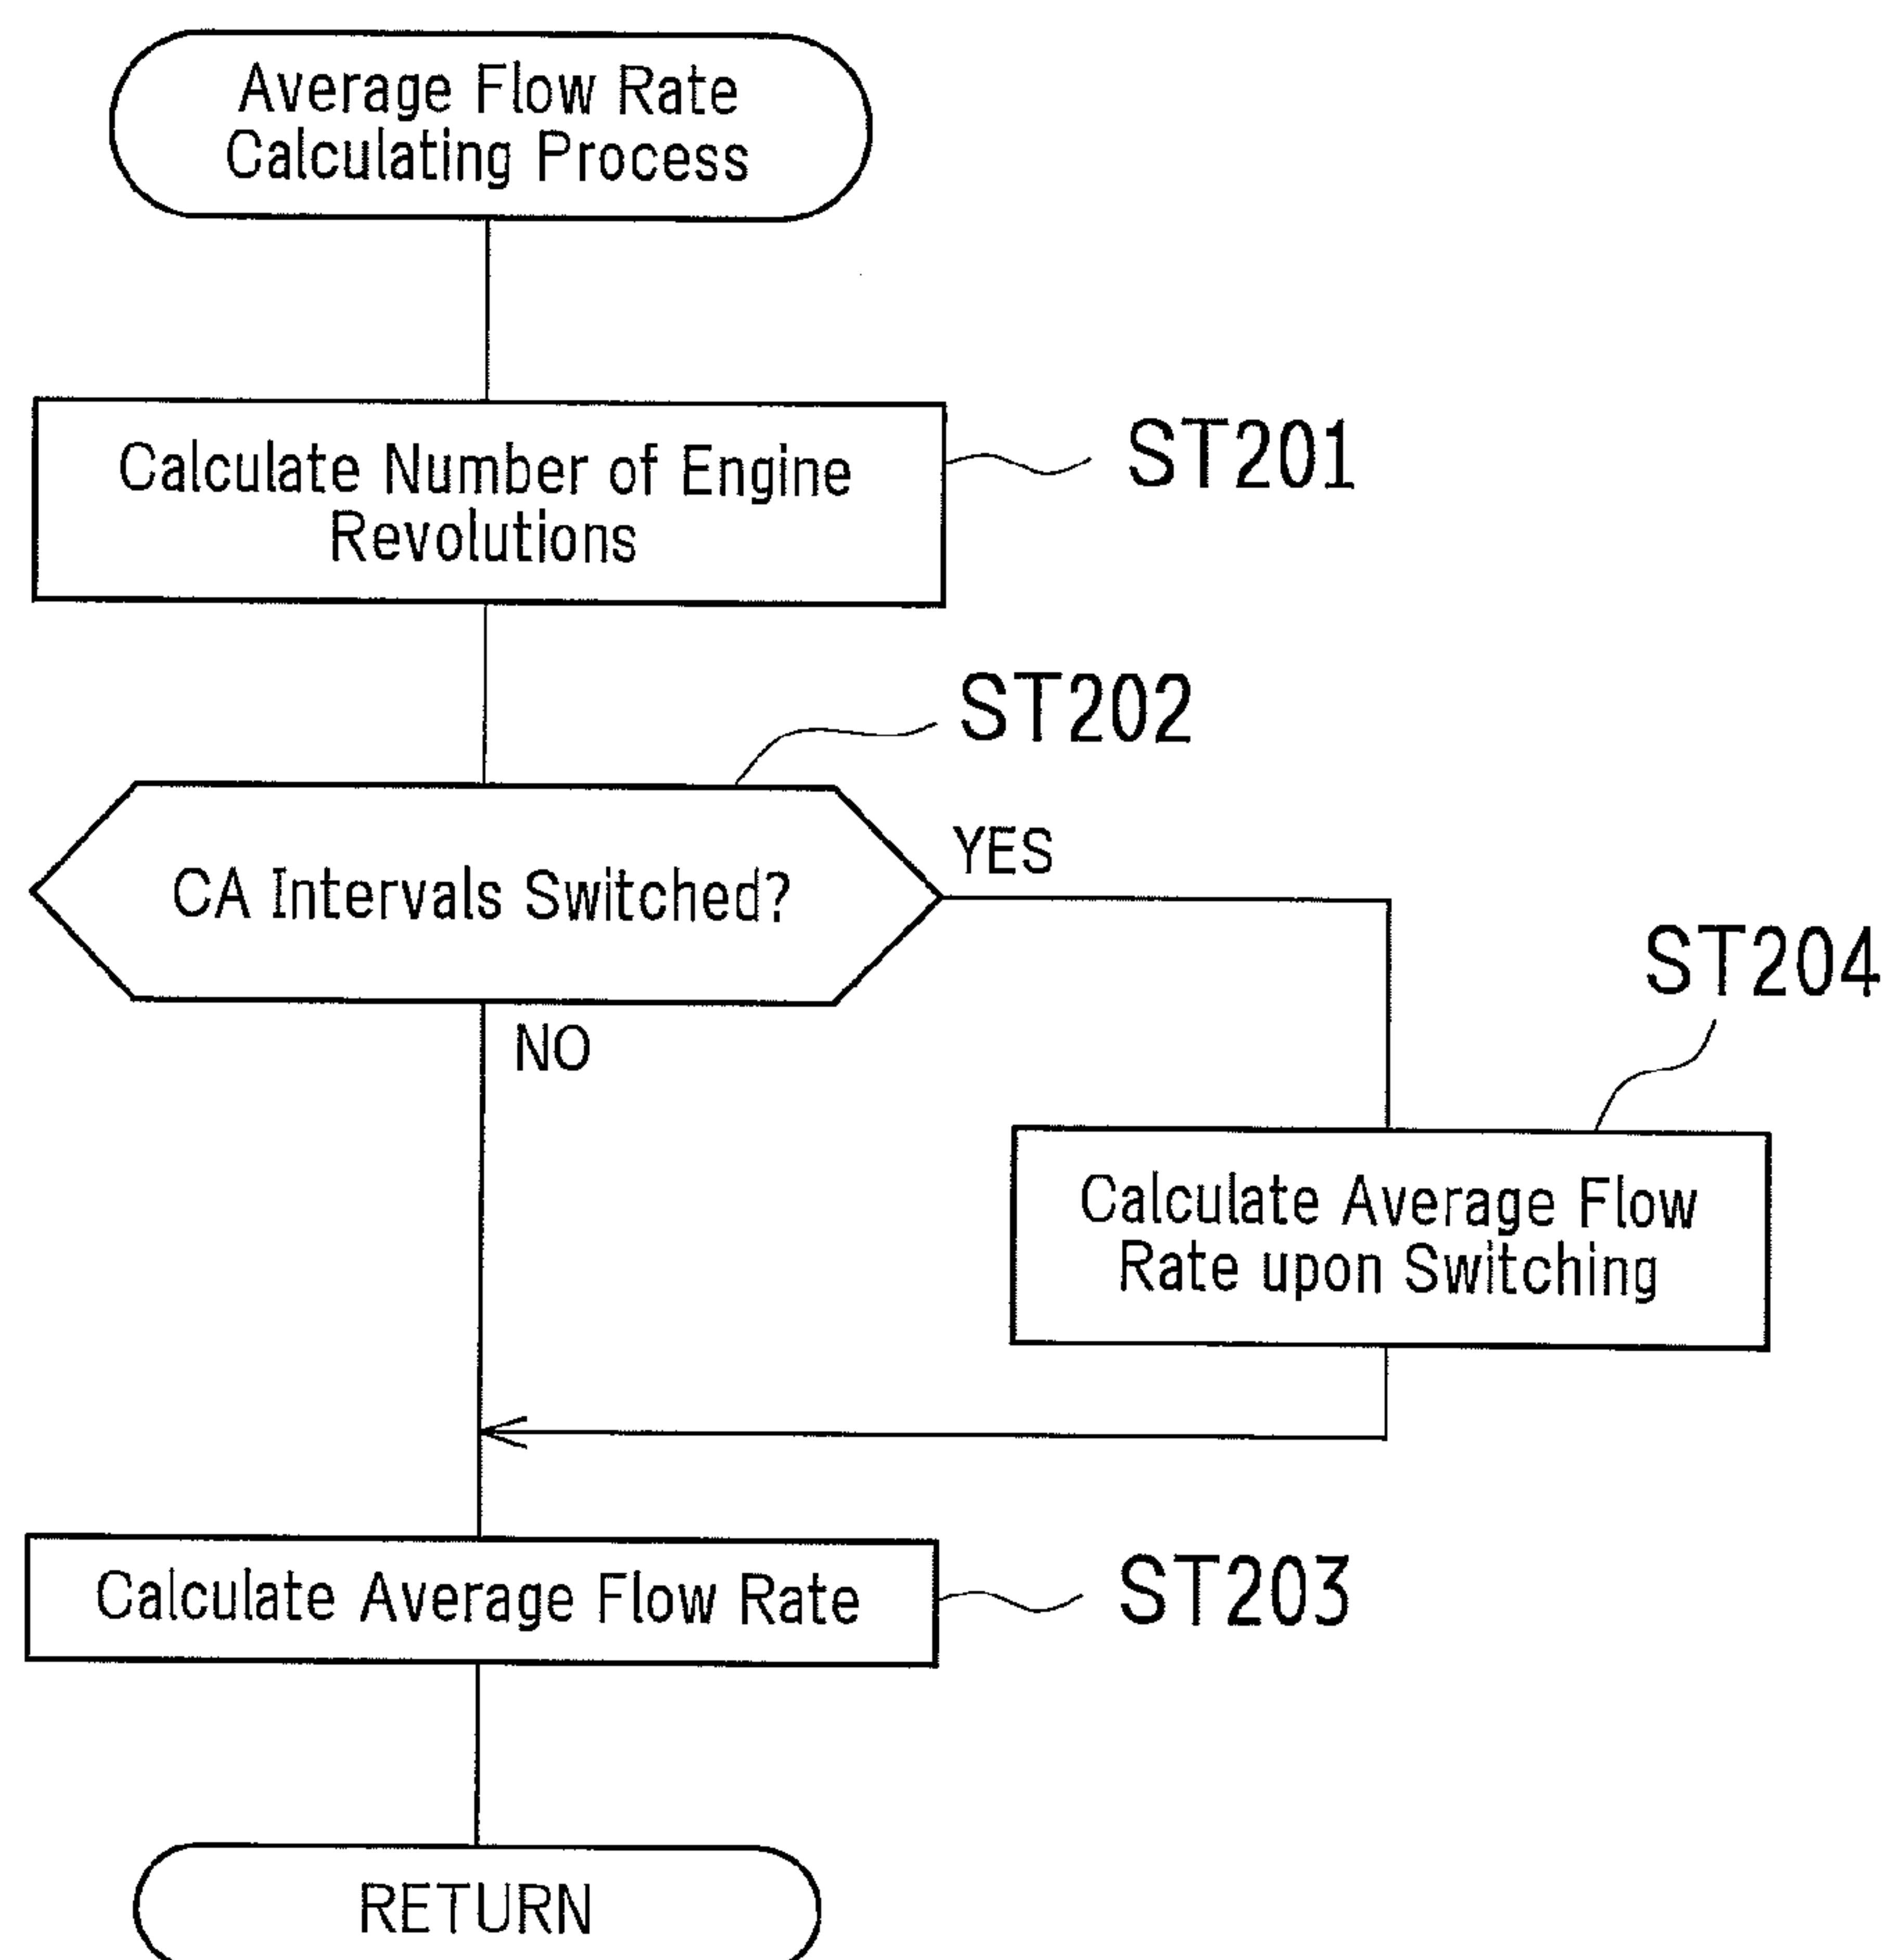 Average Flow Rate
Calculating Process
Calculate Number of Engine
Revolutions
ST201
ST202
CA Intervals Switched?
YES
NO
ST204
Calculate Average Flow
Rate upon Switching
Calculate Average Flow Rate
ST203
RETURN